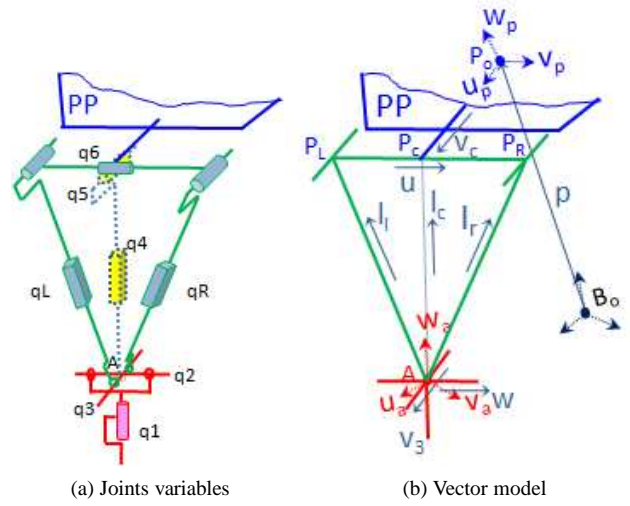 PP
q6
q5
q4
qL
qR
A
q2
q3
q1
(a) Joints variables
wp
Po
vp
up
PP
PL
Pc
PR
vc
u
ll
lc
lr
p
Bo
wa
A
ua
va
w
v3
(b) Vector model